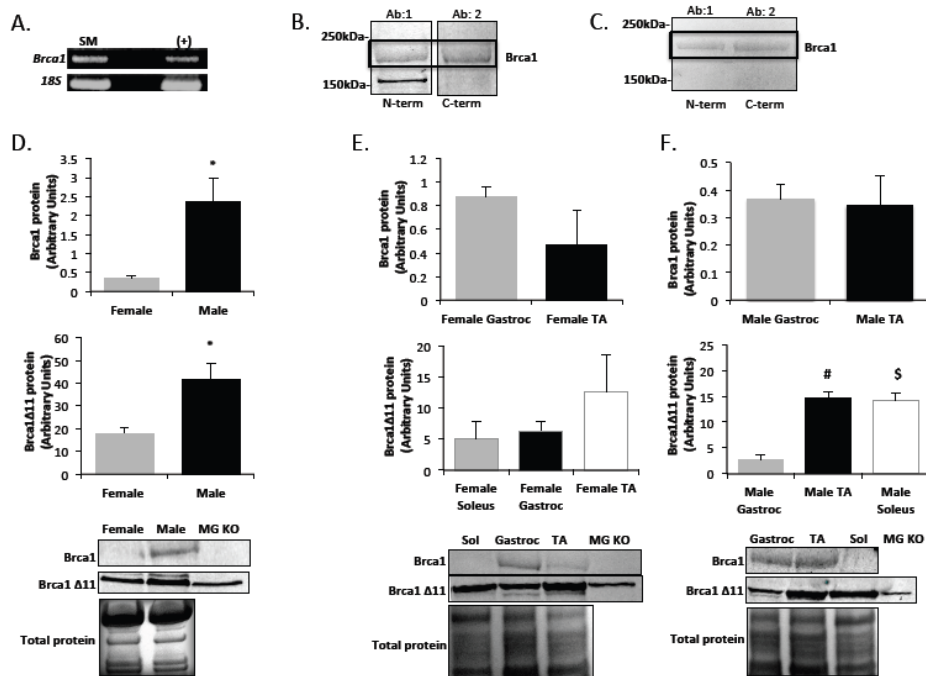 A.
SM (+)
Brca1
18S
B.
Ab:1 Ab: 2
250kDa-
Brca1
150kDa-
N-term C-term
C.
Ab:1 Ab: 2
250kDa-
Brca1
150kDa-
N-term C-term
D.
Brca1 protein
(Arbitrary Units)
3.5
3
2.5
2
1.5
1
0.5
0
*
Female Male
Brca1Δ11 protein
(Arbitrary Units)
60
50
40
30
20
10
0
*
Female Male
Female Male MG KO
Brca1
Brca1 Δ11
Total protein
E.
Brca1 protein
(Arbitrary Units)
1.2
1
0.8
0.6
0.4
0.2
0
Female Gastroc Female TA
Brca1Δ11 protein
(Arbitrary Units)
20
15
10
5
0
Female
Soleus
Female
Gastroc
Female TA
Sol Gastroc TA MG KO
Brca1
Brca1 Δ11
Total protein
F.
Brca1 protein
(Arbitrary Units)
0.5
0.4
0.3
0.2
0.1
0
Male Gastroc Male TA
Brca1Δ11 protein
(Arbitrary Units)
25
20
15
10
5
0
# $
Male
Gastroc
Male TA
Male
Soleus
Gastroc TA Sol MG KO
Brca1
Brca1 Δ11
Total protein